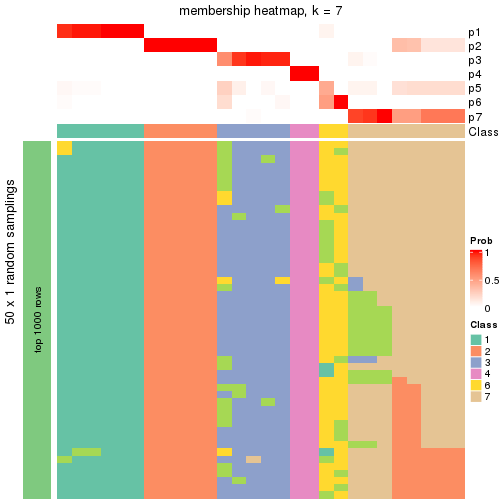 membership heatmap, k = 7
p1
p2
p3
p4
p5
p6
p7
Class
50 x 1 random samplings
top 1000 rows
Prob
1
0.5
0
Class
1
2
3
4
6
7